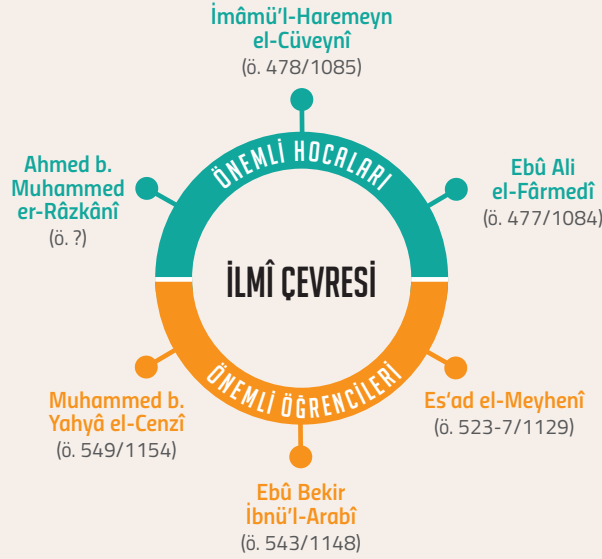 İmâmü'l-Haremeyn
el-Cüveynî
(ö. 478/1085)
Ahmed b.
Muhammed
er-Râzkânî
(ö. ?)
ÖNEMLİ HOCALARI
Ebû Ali
el-Fârmedî
(ö. 477/1084)
İLMÎ ÇEVRESİ
Muhammed b.
Yahyâ el-Cenzî
(ö. 549/1154)
ÖNEMLİ ÖĞRENCİLERİ
Es'ad el-Meyhenî
(ö. 523-7/1129)
Ebû Bekir
İbnü'l-Arabî
(ö. 543/1148)